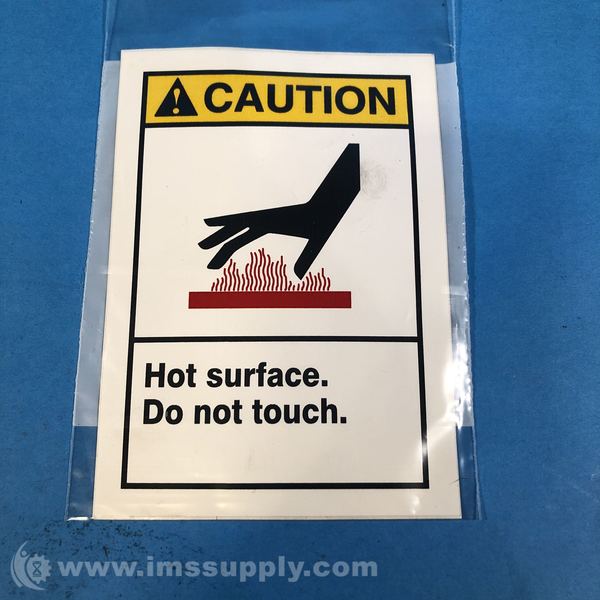 CAUTION
Hot surface.
Do not touch.
www.imssupply.com